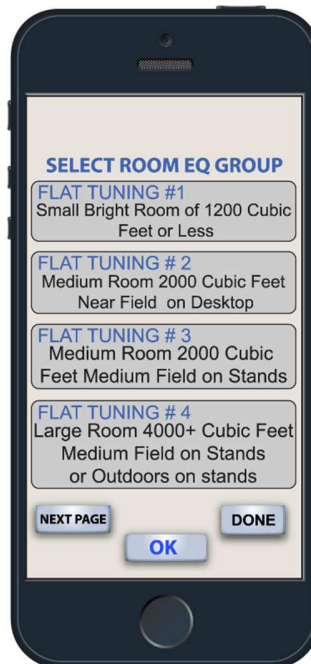 SELECT ROOM EQ GROUP
FLAT TUNING #1
Small Bright Room of 1200 Cubic
Feet or Less
FLAT TUNING # 2
Medium Room 2000 Cubic Feet
Near Field on Desktop
FLAT TUNING # 3
Medium Room 2000 Cubic
Feet Medium Field on Stands
FLAT TUNING # 4
Large Room 4000+ Cubic Feet
Medium Field on Stands
or Outdoors on stands
NEXT PAGE
DONE
OK